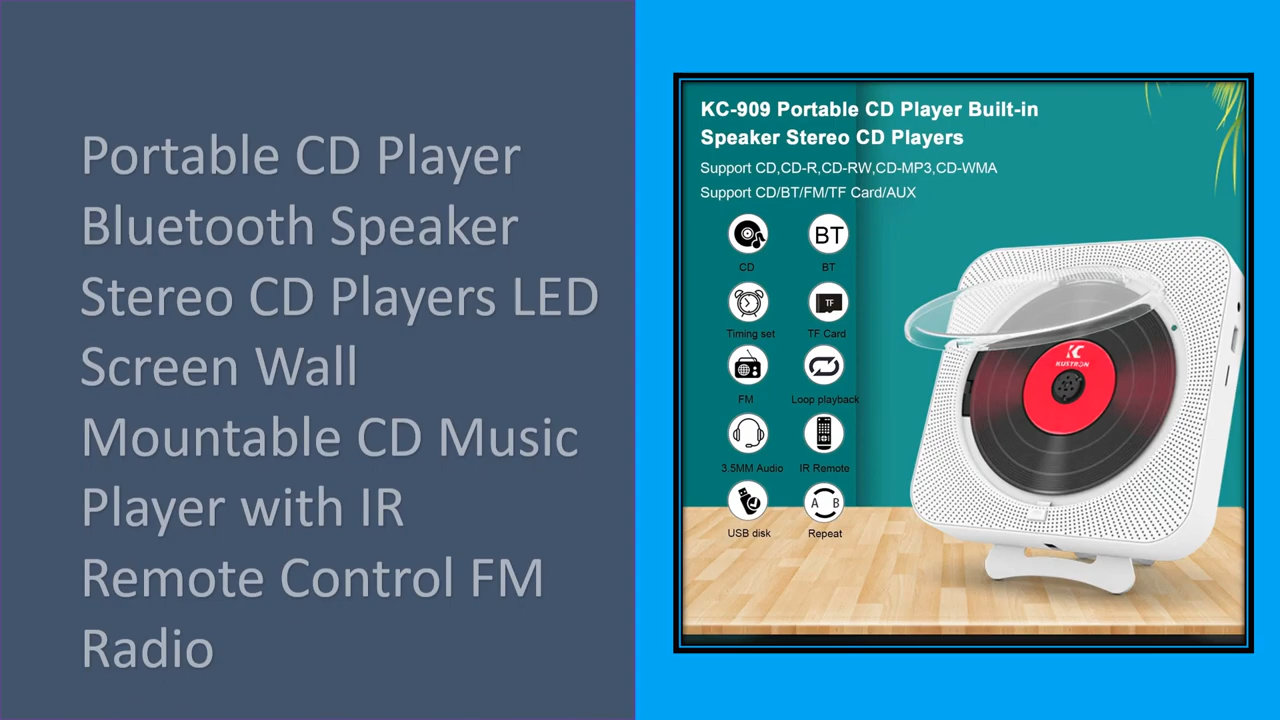 Portable CD Player
Bluetooth Speaker
Stereo CD Players LED
Screen Wall
Mountable CD Music
Player with IR
Remote Control FM
Radio
KC-909 Portable CD Player Built-in
Speaker Stereo CD Players
Support CD,CD-R,CD-RW,CD-MP3,CD-WMA
Support CD/BT/FM/TF Card/AUX
BT
CD BT
TF
Timing set TF Card
FM Loop playback
3.5MM Audio IR Remote
A B
USB disk Repeat
KC
KUSTRON